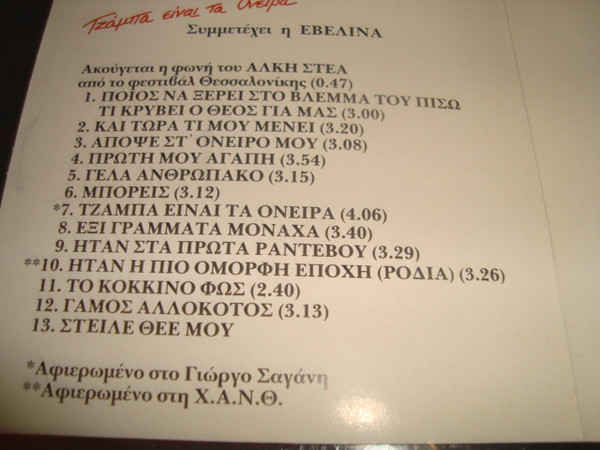 Τζάμπα είναι τα Όνειρα
Συμμετέχει η ΕΒΕΛΙΝΑ
Ακούγεται η φωνή του ΑΛΚΗ ΣΤΕΑ
από το φεστιβάλ Θεσσαλονίκης (0.47)
1. ΠΟΙΟΣ ΝΑ ΞΕΡΕΙ ΣΤΟ ΒΛΕΜΜΑ ΤΟΥ ΠΙΣΩ
ΤΙ ΚΡΥΒΕΙ Ο ΘΕΟΣ ΓΙΑ ΜΑΣ (3.00)
2. ΚΑΙ ΤΩΡΑ ΤΙ ΜΟΥ ΜΕΝΕΙ (3.20)
3. ΑΠΟΨΕ ΣΤ᾽ ΟΝΕΙΡΟ ΜΟΥ (3.08)
4. ΠΡΩΤΗ ΜΟΥ ΑΓΑΠΗ (3.54)
5. ΓΕΛΑ ΑΝΘΡΩΠΑΚΟ (3.15)
6. ΜΠΟΡΕΙΣ (3.12)
*7. ΤΖΑΜΠΑ ΕΙΝΑΙ ΤΑ ΟΝΕΙΡΑ (4.06)
8. ΕΞΙ ΓΡΑΜΜΑΤΑ ΜΟΝΑΧΑ (3.40)
9. ΗΤΑΝ ΣΤΑ ΠΡΩΤΑ ΡΑΝΤΕΒΟΥ (3.29)
**10. ΗΤΑΝ Η ΠΙΟ ΟΜΟΡΦΗ ΕΠΟΧΗ (ΡΟΔΙΑ) (3.26)
11. ΤΟ ΚΟΚΚΙΝΟ ΦΩΣ (2.40)
12. ΓΑΜΟΣ ΑΛΛΟΚΟΤΟΣ (3.13)
13. ΣΤΕΙΛΕ ΘΕΕ ΜΟΥ
*Αφιερωμένο στο Γιώργο Σαγάνη
**Αφιερωμένο στη Χ.Α.Ν.Θ.